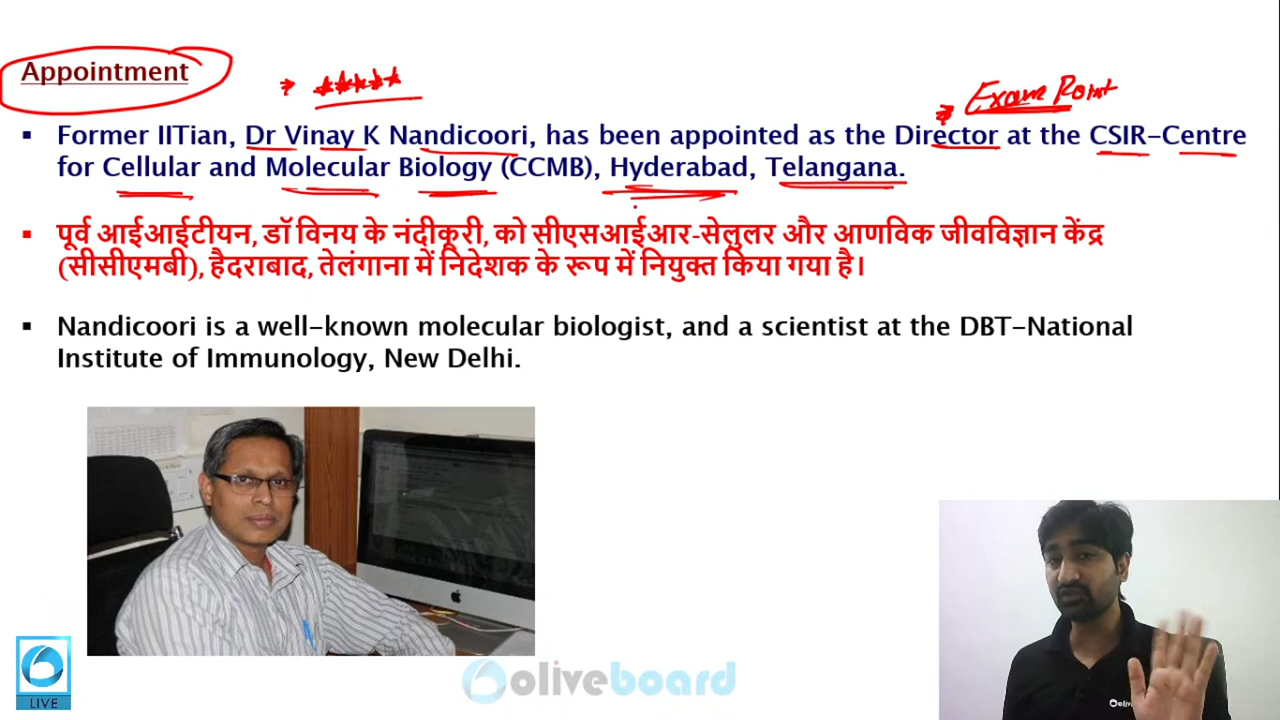 Appointment
→ ★★★★★
Exam Point
▪ Former IITian, Dr Vinay K Nandicoori, has been appointed as the Director at the CSIR-Centre
for Cellular and Molecular Biology (CCMB), Hyderabad, Telangana.
▪ पूर्व आईआईटीयन, डॉ विनय के नंदीकूरी, को सीएसआईआर-सेलुलर और आणविक जीवविज्ञान केंद्र
(सीसीएमबी), हैदराबाद, तेलंगाना में निदेशक के रूप में नियुक्त किया गया है।
▪ Nandicoori is a well-known molecular biologist, and a scientist at the DBT-National
Institute of Immunology, New Delhi.
LIVE
oliveboard